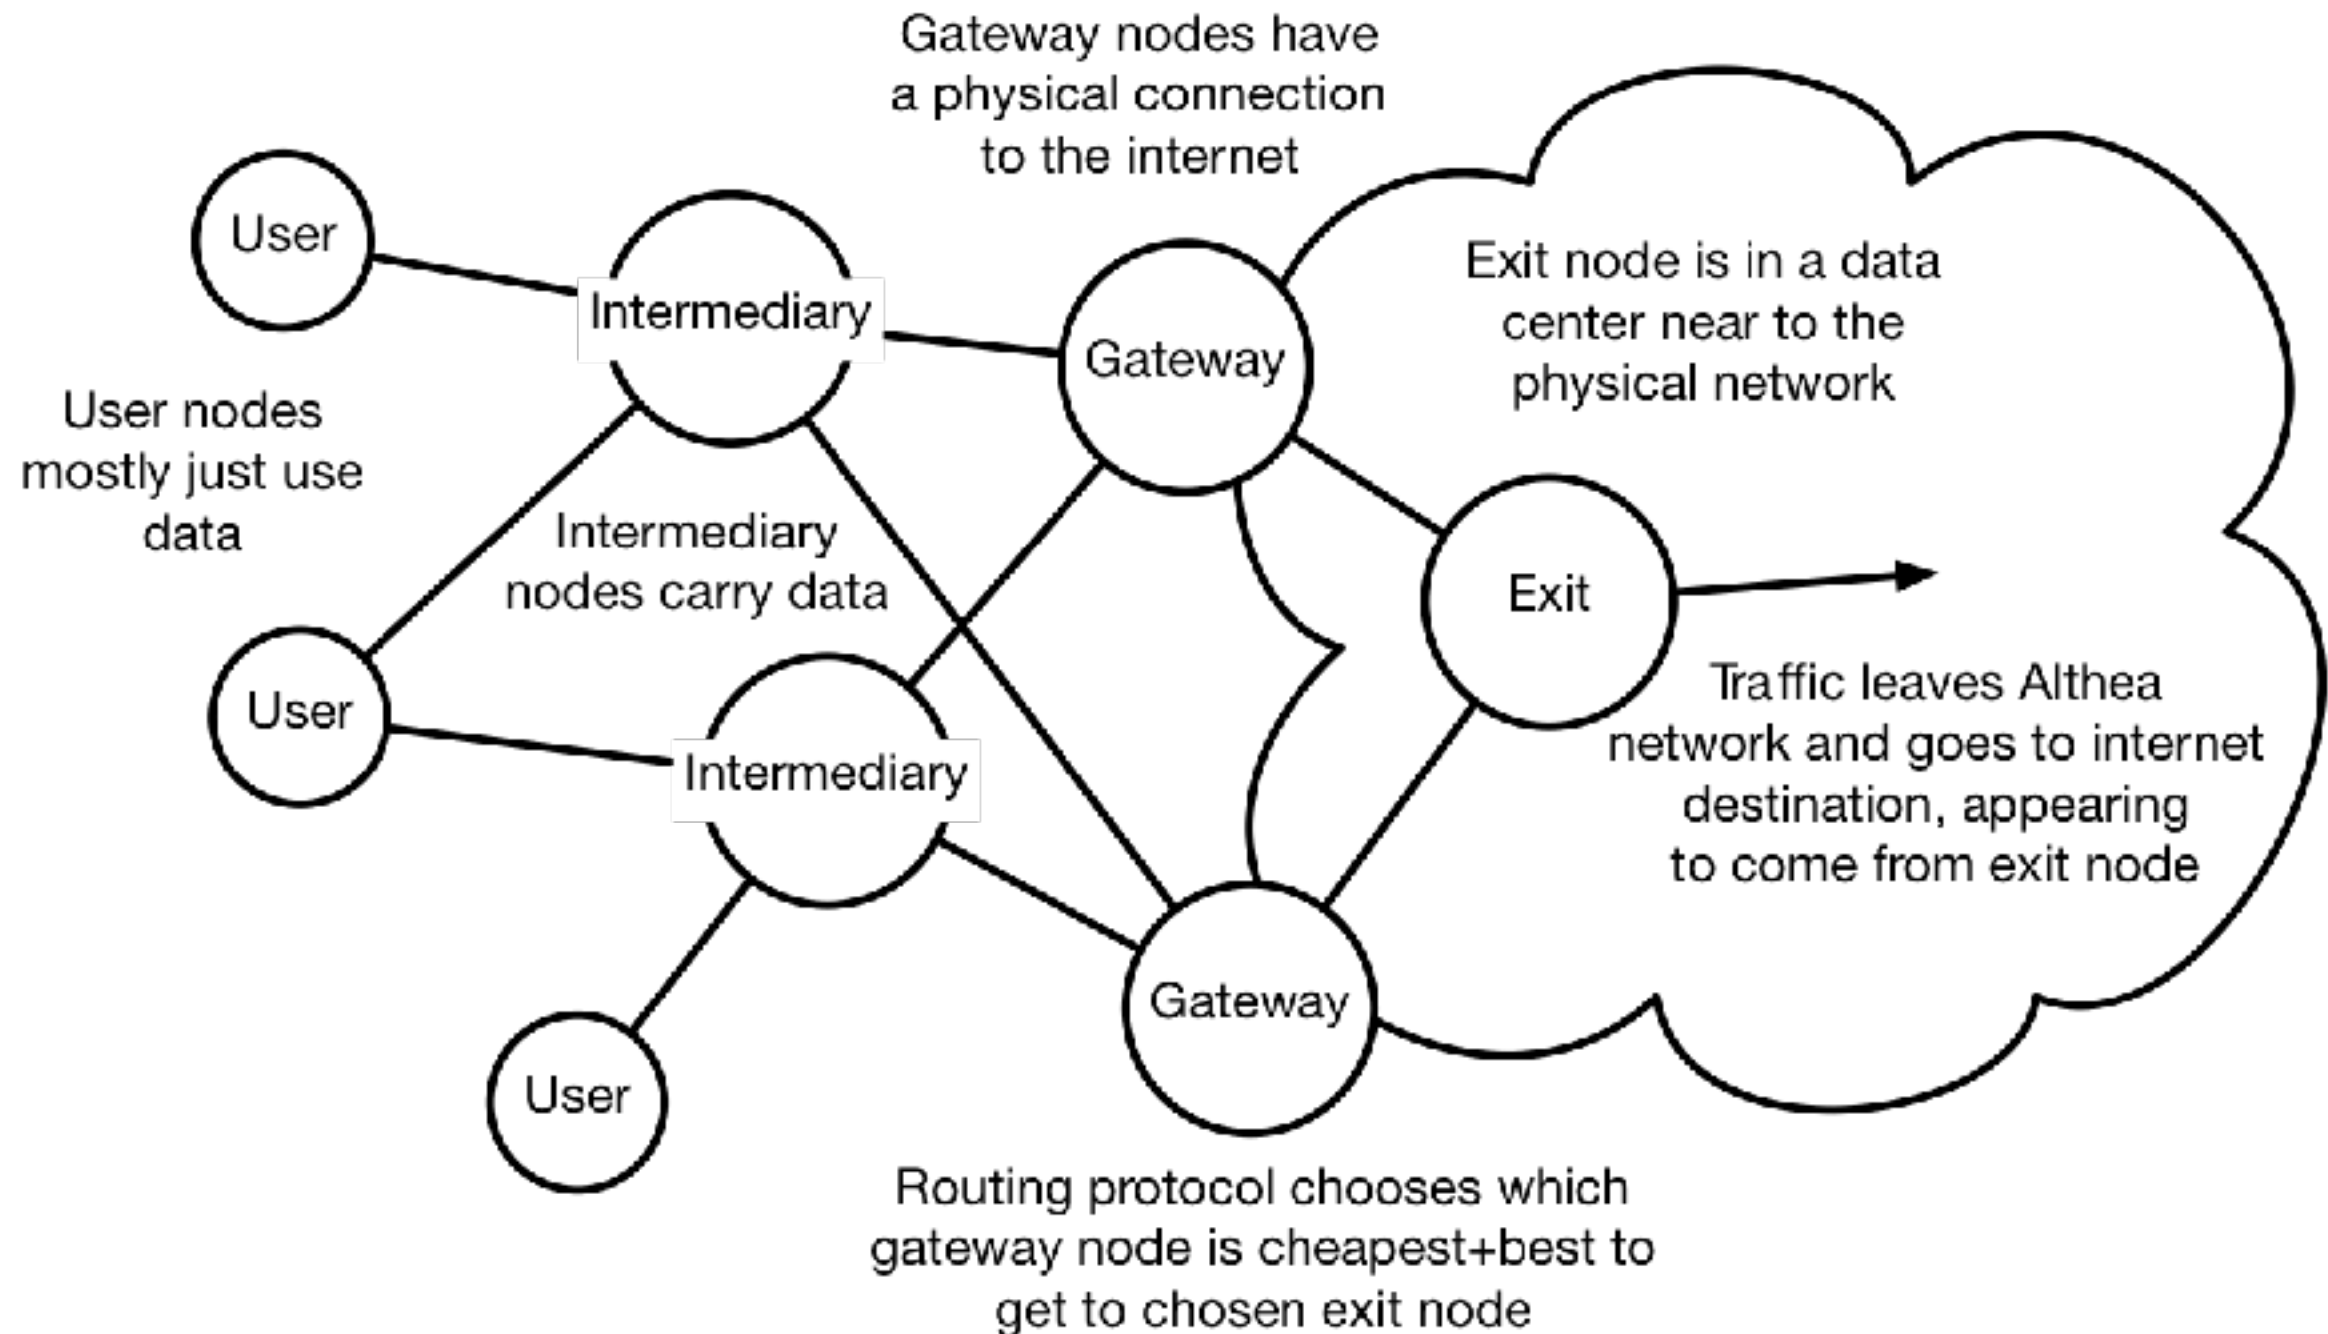 Gateway nodes have
a physical connection
to the internet
User
Intermediary
Gateway
Exit node is in a data
center near to the
physical network
User nodes
mostly just use
data
Intermediary
nodes carry data
Exit
User
Intermediary
Traffic leaves Althea
network and goes to internet
destination, appearing
to come from exit node
Gateway
User
Routing protocol chooses which
gateway node is cheapest+best to
get to chosen exit node